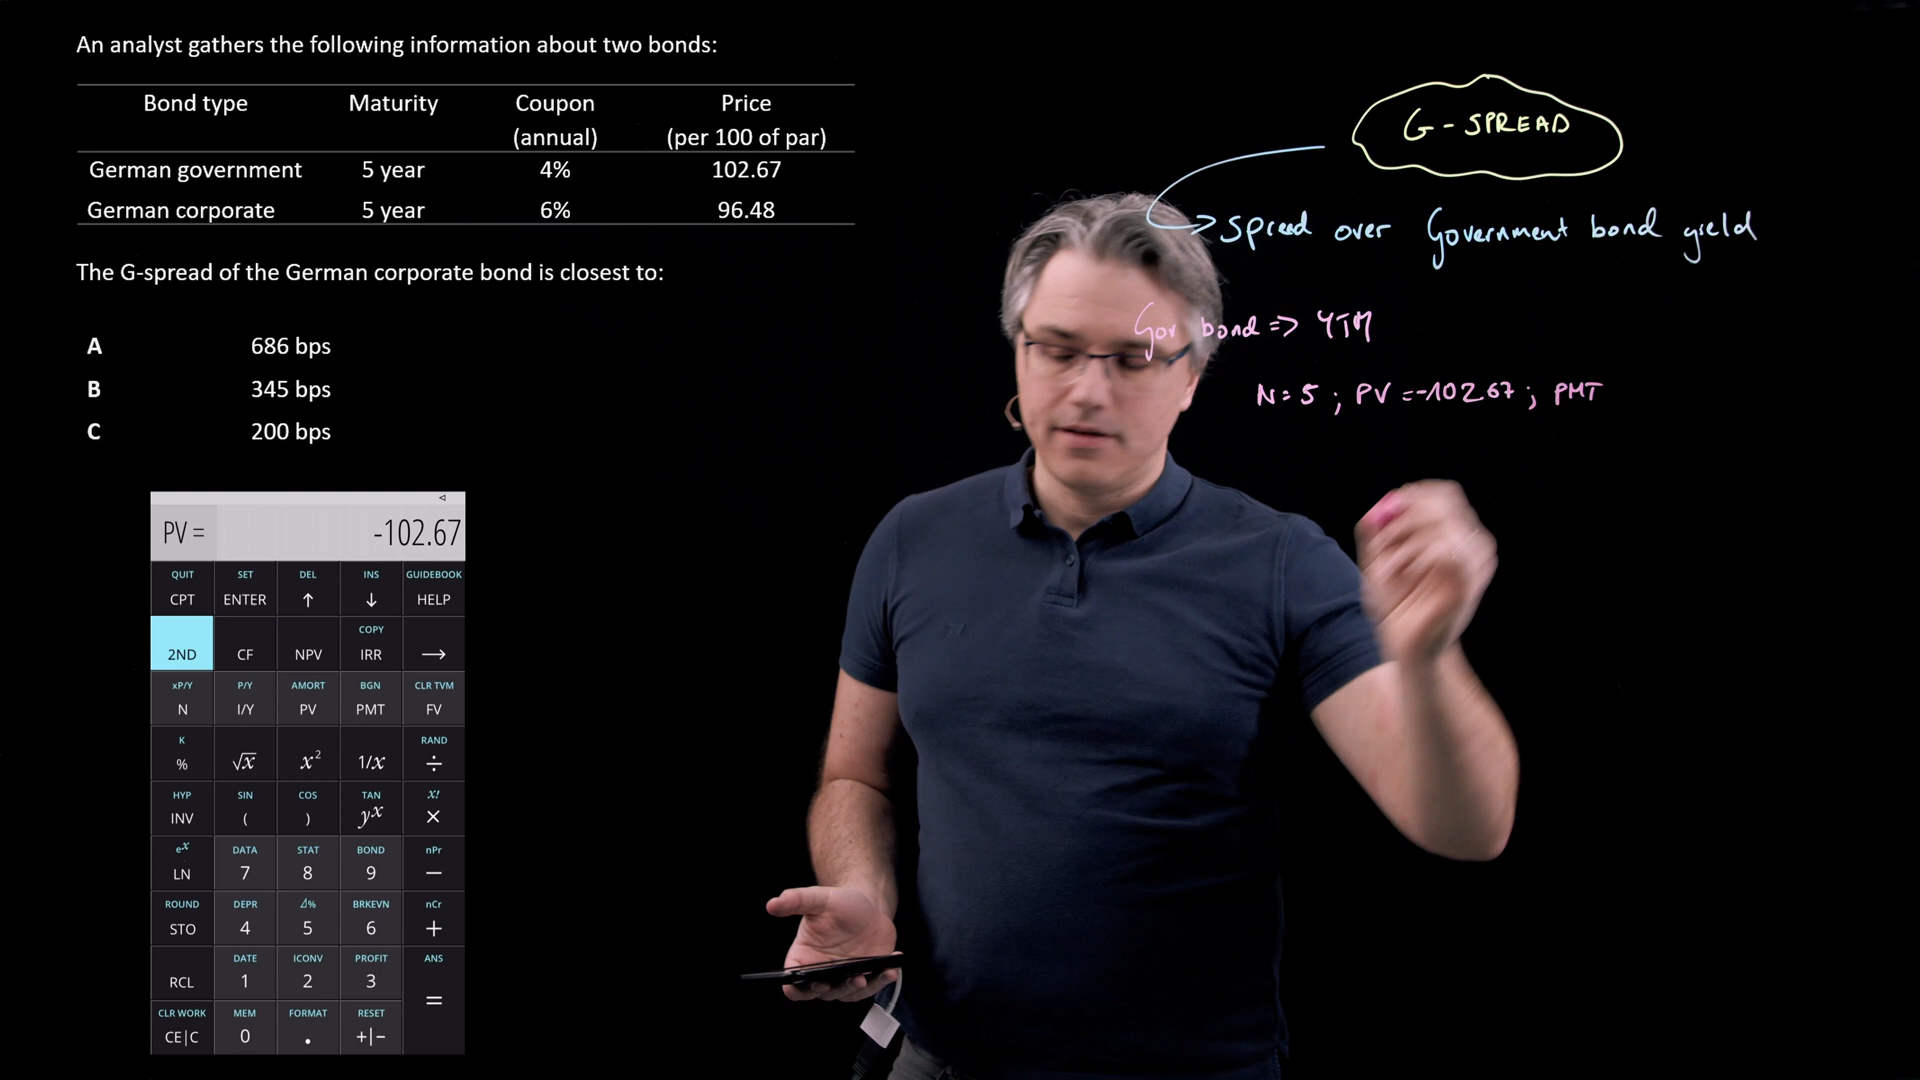 An analyst gathers the following information about two bonds:
Bond type Maturity Coupon (annual) Price (per 100 of par)
German government 5 year 4% 102.67
German corporate 5 year 6% 96.48
The G-spread of the German corporate bond is closest to:
A 686 bps
B 345 bps
C 200 bps
G - SPREAD
Spread over Government bond yield
Gov bond => YTM
N = 5 ; PV = -102.67 ; PMT
PV = -102.67
QUIT SET DEL INS GUIDEBOOK
CPT ENTER ↑ ↓ HELP
COPY
2ND CF NPV IRR →
xP/Y P/Y AMORT BGN CLR TVM
N I/Y PV PMT FV
K RAND
% √x x² 1/x ÷
HYP SIN COS TAN x!
INV ( ) yˣ ×
eˣ DATA STAT BOND nPr
LN 7 8 9 −
ROUND DEPR Δ% BRKEVN nCr
STO 4 5 6 +
DATE ICONV PROFIT ANS
RCL 1 2 3 =
CLR WORK MEM FORMAT RESET
CE|C 0 . +|−